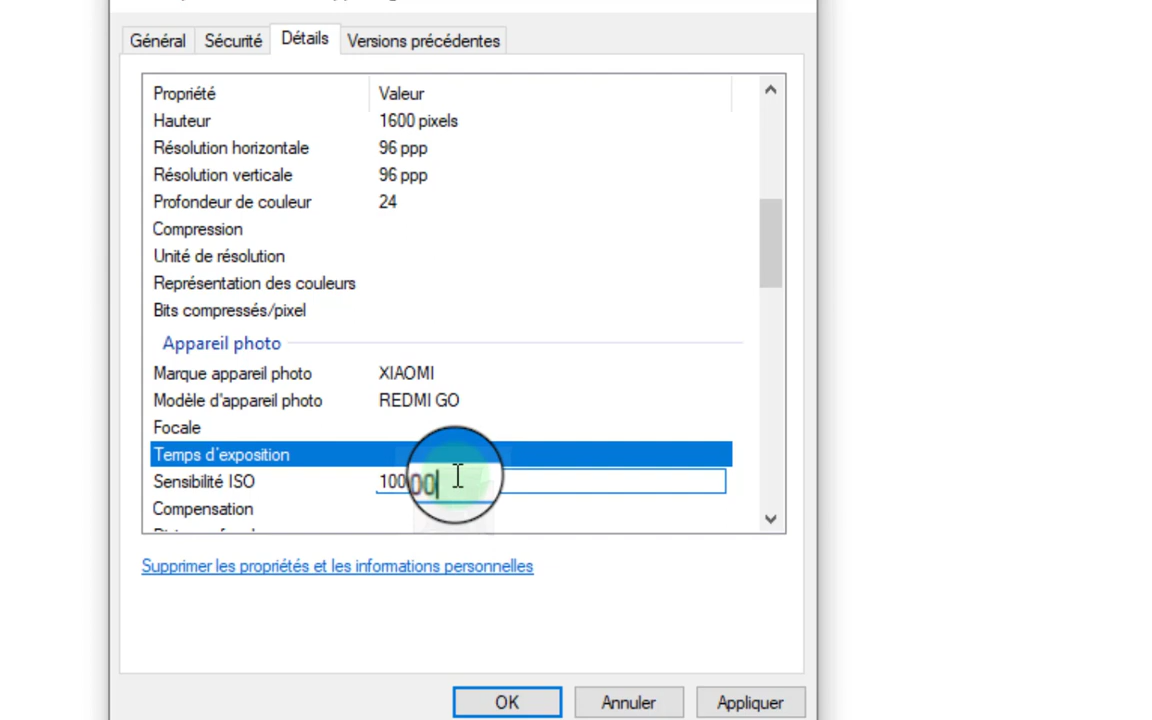 Général Sécurité Détails Versions précédentes
Propriété Valeur
Hauteur 1600 pixels
Résolution horizontale 96 ppp
Résolution verticale 96 ppp
Profondeur de couleur 24
Compression
Unité de résolution
Représentation des couleurs
Bits compressés/pixel
Appareil photo
Marque appareil photo XIAOMI
Modèle d'appareil photo REDMI GO
Focale
Temps d'exposition
Sensibilité ISO
Compensation
Supprimer les propriétés et les informations personnelles
OK Annuler Appliquer